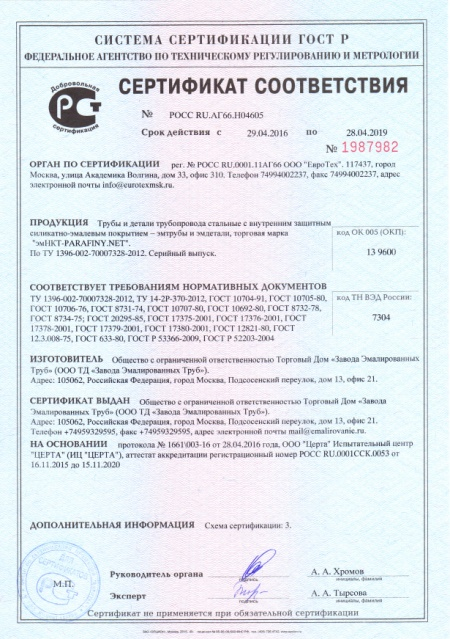 СИСТЕМА СЕРТИФИКАЦИИ ГОСТ Р
ФЕДЕРАЛЬНОЕ АГЕНТСТВО ПО ТЕХНИЧЕСКОМУ РЕГУЛИРОВАНИЮ И МЕТРОЛОГИИ
Добровольная
сертификация
СЕРТИФИКАТ СООТВЕТСТВИЯ
№ РОСС RU.АГ66.Н04605
Срок действия с 29.04.2016 по 28.04.2019
№ 1987982
ОРГАН ПО СЕРТИФИКАЦИИ рег. № РОСС RU.0001.11АГ66 ООО "ЕвроТех". 117437, город
Москва, улица Академика Волгина, дом 33, офис 310. Телефон 74994002237, факс 74994002237, адрес
электронной почты info@eurotexmsk.ru.
ПРОДУКЦИЯ Трубы и детали трубопровода стальные с внутренним защитным
силикатно-эмалевым покрытием – эмтрубы и эмдетали, торговая марка
"эмНКТ-PARAFINY.NET".
По ТУ 1396-002-70007328-2012. Серийный выпуск.
код ОК 005 (ОКП):
13 9600
СООТВЕТСТВУЕТ ТРЕБОВАНИЯМ НОРМАТИВНЫХ ДОКУМЕНТОВ
ТУ 1396-002-70007328-2012, ТУ 14-2Р-370-2012, ГОСТ 10704-91, ГОСТ 10705-80,
ГОСТ 10706-76, ГОСТ 8731-74, ГОСТ 10707-80, ГОСТ 10692-80, ГОСТ 8732-78,
ГОСТ 8734-75; ГОСТ 20295-85, ГОСТ 17375-2001, ГОСТ 17376-2001, ГОСТ
17378-2001, ГОСТ 17379-2001, ГОСТ 17380-2001, ГОСТ 12821-80, ГОСТ
12.3.008-75, ГОСТ 633-80, ГОСТ Р 53366-2009, ГОСТ Р 52203-2004
код ТН ВЭД России:
7304
ИЗГОТОВИТЕЛЬ Общество с ограниченной ответственностью Торговый Дом «Завода Эмалированных
Труб» (ООО ТД «Завода Эмалированных Труб»).
Адрес: 105062, Российская Федерация, город Москва, Подсосенский переулок, дом 13, офис 21.
СЕРТИФИКАТ ВЫДАН Общество с ограниченной ответственностью Торговый Дом «Завода
Эмалированных Труб» (ООО ТД «Завода Эмалированных Труб»).
Адрес: 105062, Российская Федерация, город Москва, Подсосенский переулок, дом 13, офис 21.
Телефон +74959329595, факс +74959329595, адрес электронной почты mail@emalirovanie.ru.
НА ОСНОВАНИИ протокола № 1661\003-16 от 28.04.2016 года, ООО "Церта" Испытательный центр
"ЦЕРТА" (ИЦ "ЦЕРТА"), аттестат аккредитации регистрационный номер РОСС RU.0001ССК.0053 от
16.11.2015 до 15.11.2020
ДОПОЛНИТЕЛЬНАЯ ИНФОРМАЦИЯ Схема сертификации: 3.
М.П.
Руководитель органа А. А. Хромов
подпись инициалы, фамилия
Эксперт А. А. Тырсова
подпись инициалы, фамилия
Сертификат не применяется при обязательной сертификации